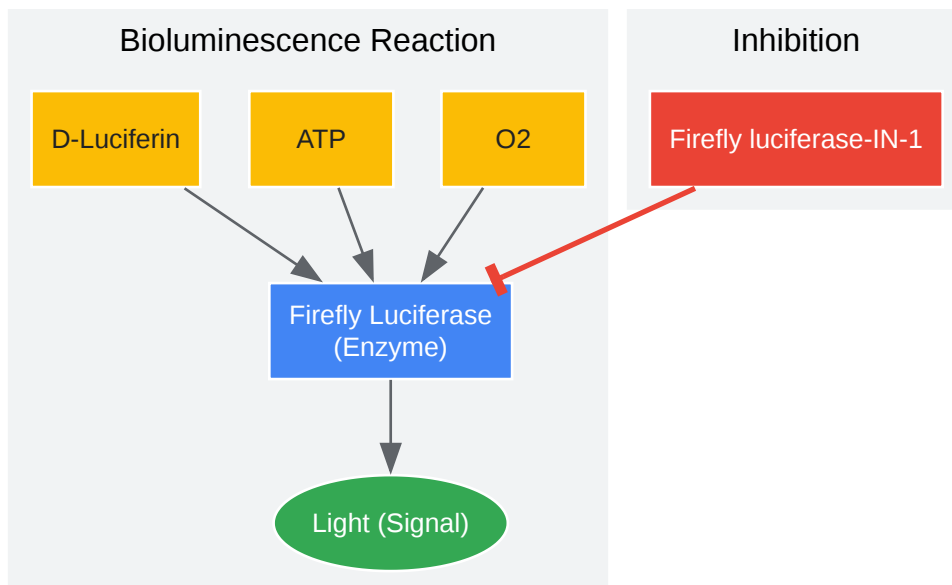 Bioluminescence Reaction
Inhibition
D-Luciferin
ATP
O2
Firefly luciferase-IN-1
Firefly Luciferase
(Enzyme)
Light (Signal)